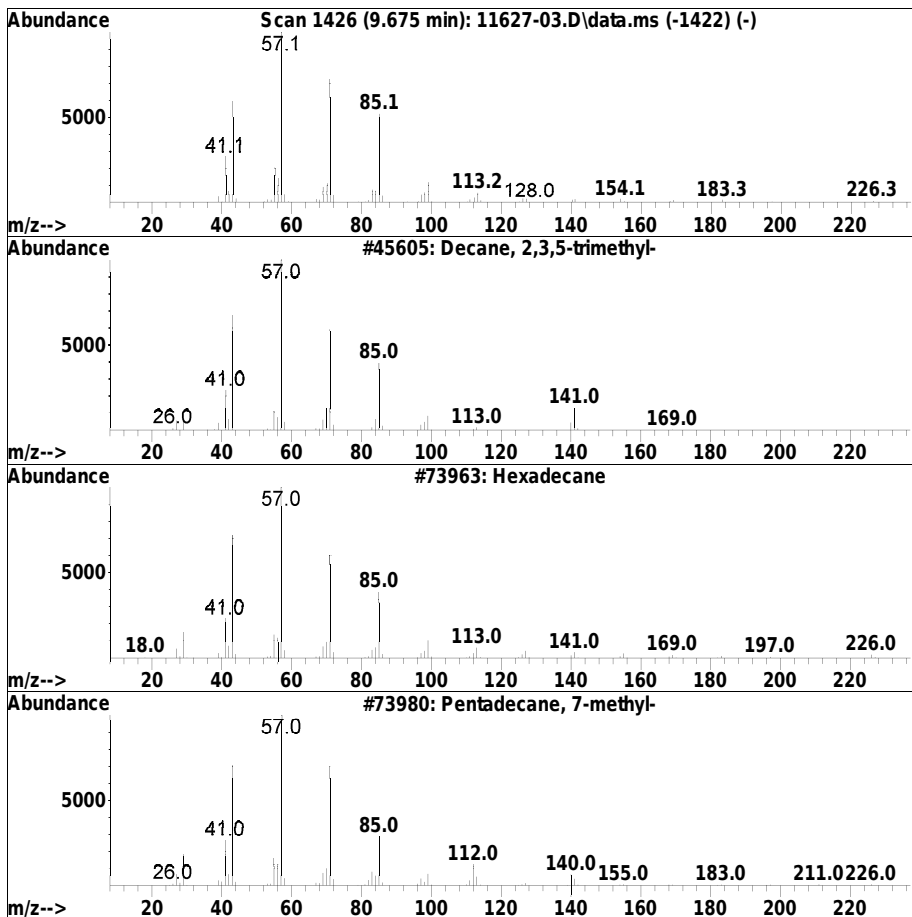 Abundance
Scan 1426 (9.675 min): 11627-03.D\data.ms (-1422) (-)
57.1
5000
85.1
41.1
113.2
128.0
154.1
183.3
226.3
20 40 60 80 100 120 140 160 180 200 220
m/z-->
Abundance
#45605: Decane, 2,3,5-trimethyl-
57.0
5000
85.0
41.0
141.0
26.0
113.0
169.0
20 40 60 80 100 120 140 160 180 200 220
m/z-->
Abundance
#73963: Hexadecane
57.0
5000
85.0
41.0
18.0
113.0
141.0
169.0
197.0
226.0
20 40 60 80 100 120 140 160 180 200 220
m/z-->
Abundance
#73980: Pentadecane, 7-methyl-
57.0
5000
41.0
85.0
112.0
140.0
26.0
155.0
183.0
211.0
226.0
20 40 60 80 100 120 140 160 180 200 220
m/z-->